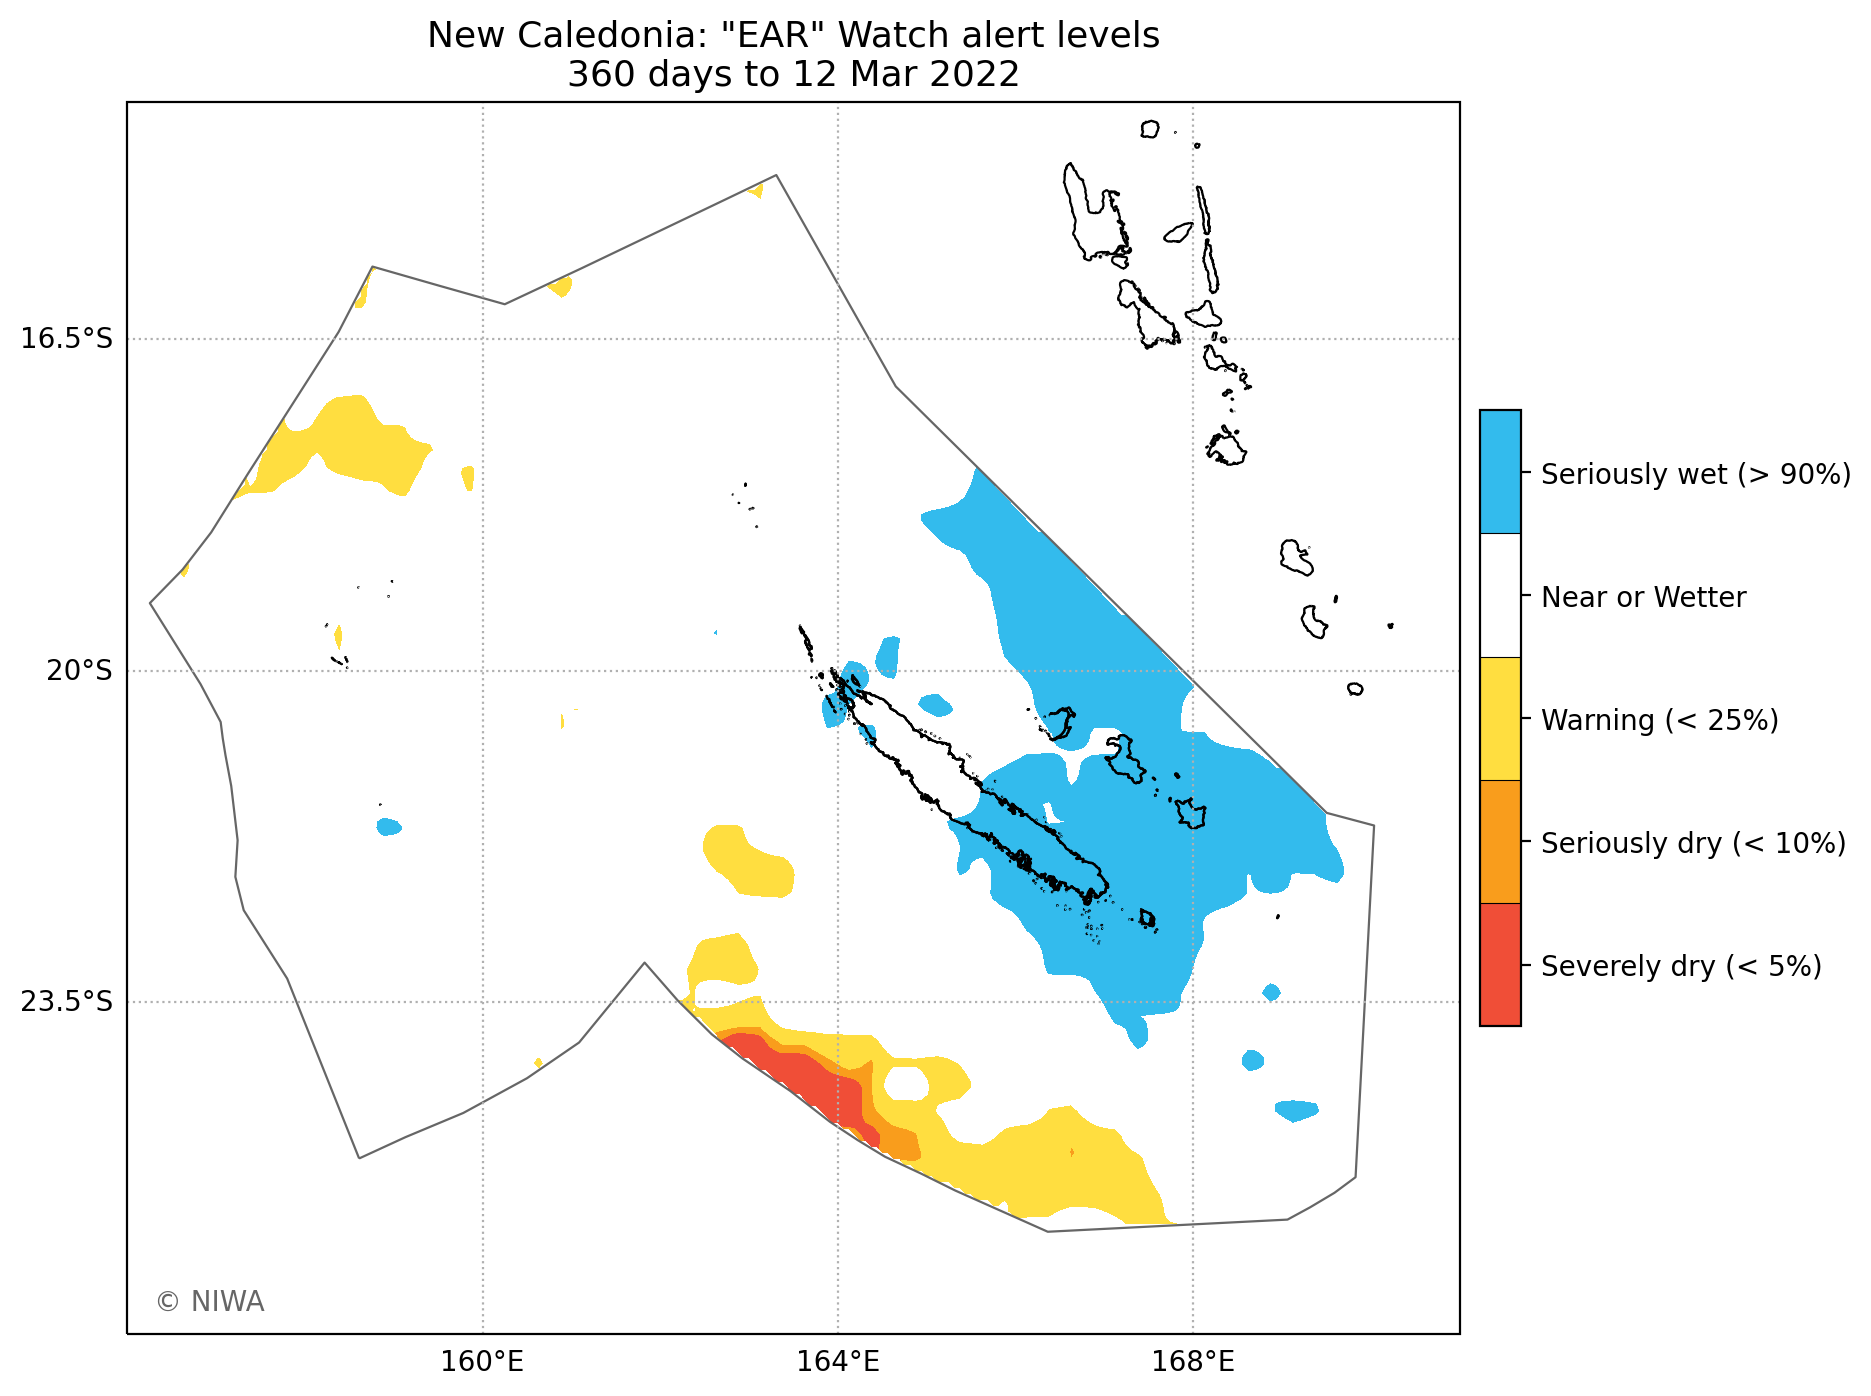 New Caledonia: "EAR" Watch alert levels
360 days to 12 Mar 2022
16.5°S
20°S
23.5°S
160°E
164°E
168°E
Seriously wet (> 90%)
Near or Wetter
Warning (< 25%)
Seriously dry (< 10%)
Severely dry (< 5%)
© NIWA